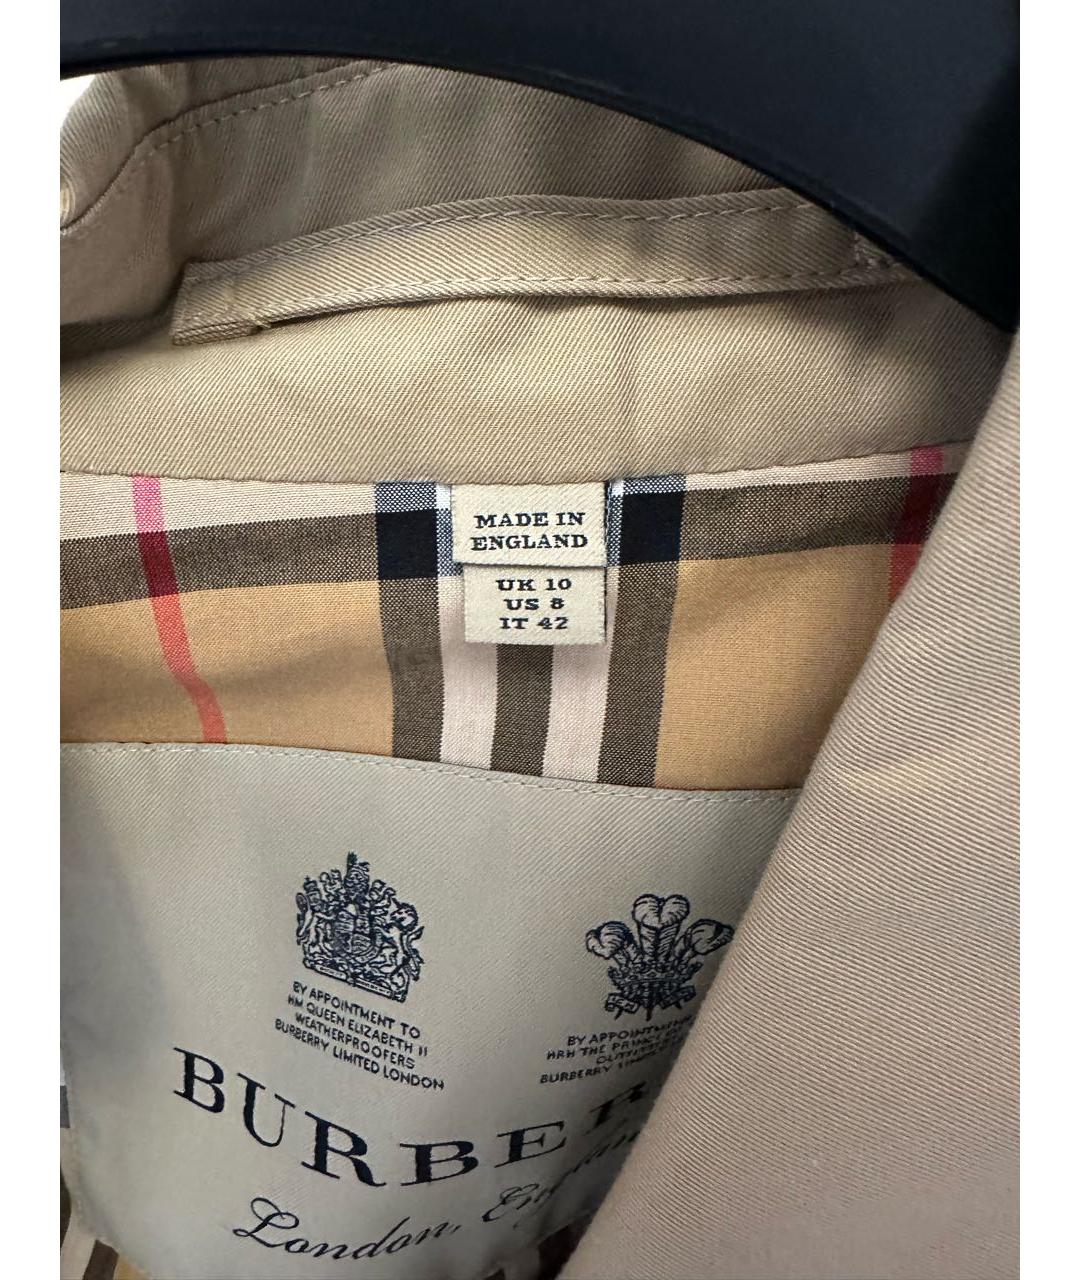 MADE IN
ENGLAND
UK 10
US 8
IT 42
BY APPOINTMENT TO
HM QUEEN ELIZABETH II
WEATHERPROOFERS
BURBERRY LIMITED LONDON
BY APPOINTMENT
HRH THE PRINCE
BURBERRY
BURBER
London,